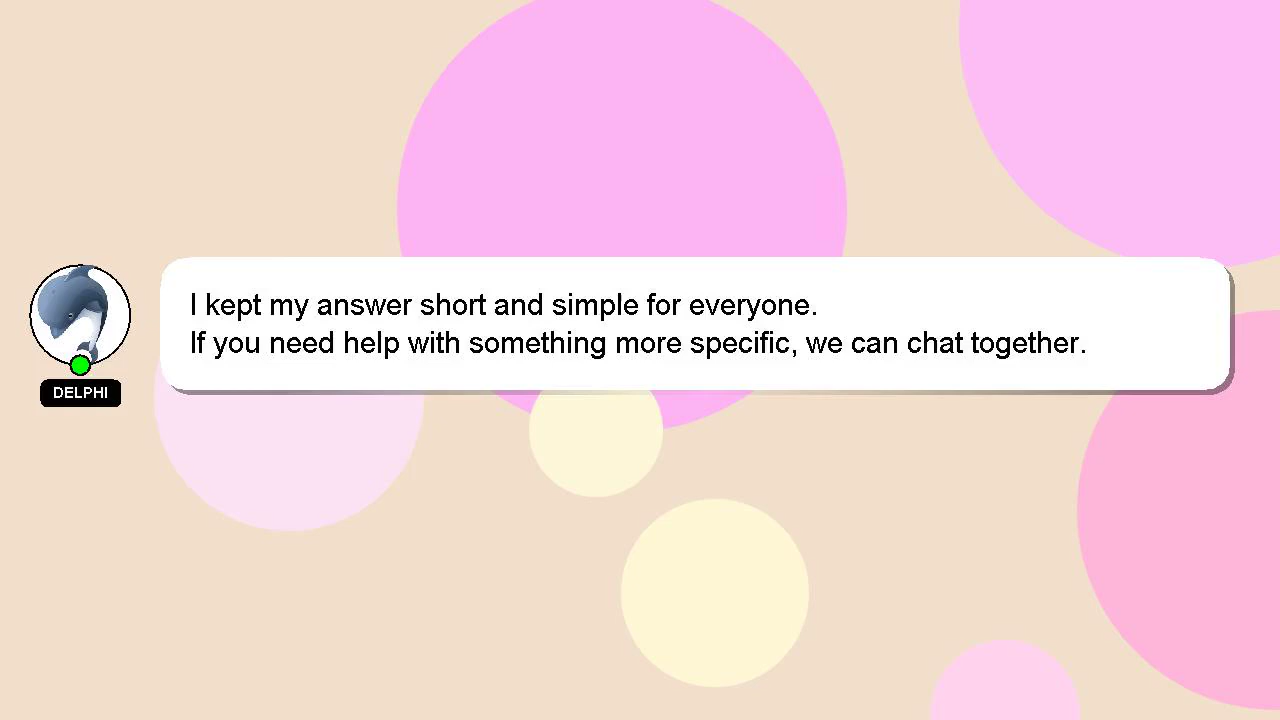 I kept my answer short and simple for everyone.
If you need help with something more specific, we can chat together.
DELPHI